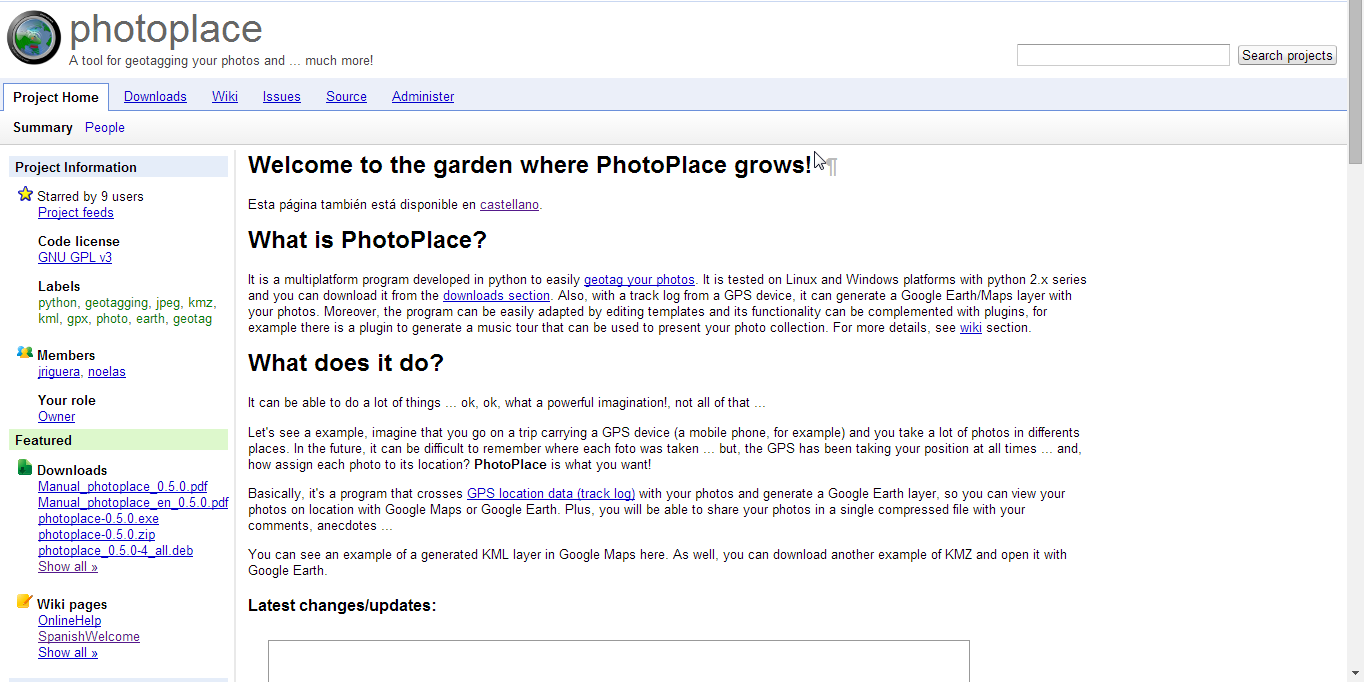 photoplace
A tool for geotagging your photos and ... much more!
Search projects
Project Home Downloads Wiki Issues Source Administer
Summary People
Project Information
Starred by 9 users
Project feeds
Code license
GNU GPL v3
Labels
python, geotagging, jpeg, kmz,
kml, gpx, photo, earth, geotag
Members
jriguera, noelas
Your role
Owner
Featured
Downloads
Manual_photoplace_0.5.0.pdf
Manual_photoplace_en_0.5.0.pdf
photoplace-0.5.0.exe
photoplace-0.5.0.zip
photoplace_0.5.0-4_all.deb
Show all »
Wiki pages
OnlineHelp
SpanishWelcome
Show all »
Welcome to the garden where PhotoPlace grows! ¶
Esta página también está disponible en castellano.
What is PhotoPlace?
It is a multiplatform program developed in python to easily geotag your photos. It is tested on Linux and Windows platforms with python 2.x series
and you can download it from the downloads section. Also, with a track log from a GPS device, it can generate a Google Earth/Maps layer with
your photos. Moreover, the program can be easily adapted by editing templates and its functionality can be complemented with plugins, for
example there is a plugin to generate a music tour that can be used to present your photo collection. For more details, see wiki section.
What does it do?
It can be able to do a lot of things ... ok, ok, what a powerful imagination!, not all of that ...
Let's see a example, imagine that you go on a trip carrying a GPS device (a mobile phone, for example) and you take a lot of photos in differents
places. In the future, it can be difficult to remember where each foto was taken ... but, the GPS has been taking your position at all times ... and,
how assign each photo to its location? PhotoPlace is what you want!
Basically, it's a program that crosses GPS location data (track log) with your photos and generate a Google Earth layer, so you can view your
photos on location with Google Maps or Google Earth. Plus, you will be able to share your photos in a single compressed file with your
comments, anecdotes ...
You can see an example of a generated KML layer in Google Maps here. As well, you can download another example of KMZ and open it with
Google Earth.
Latest changes/updates: